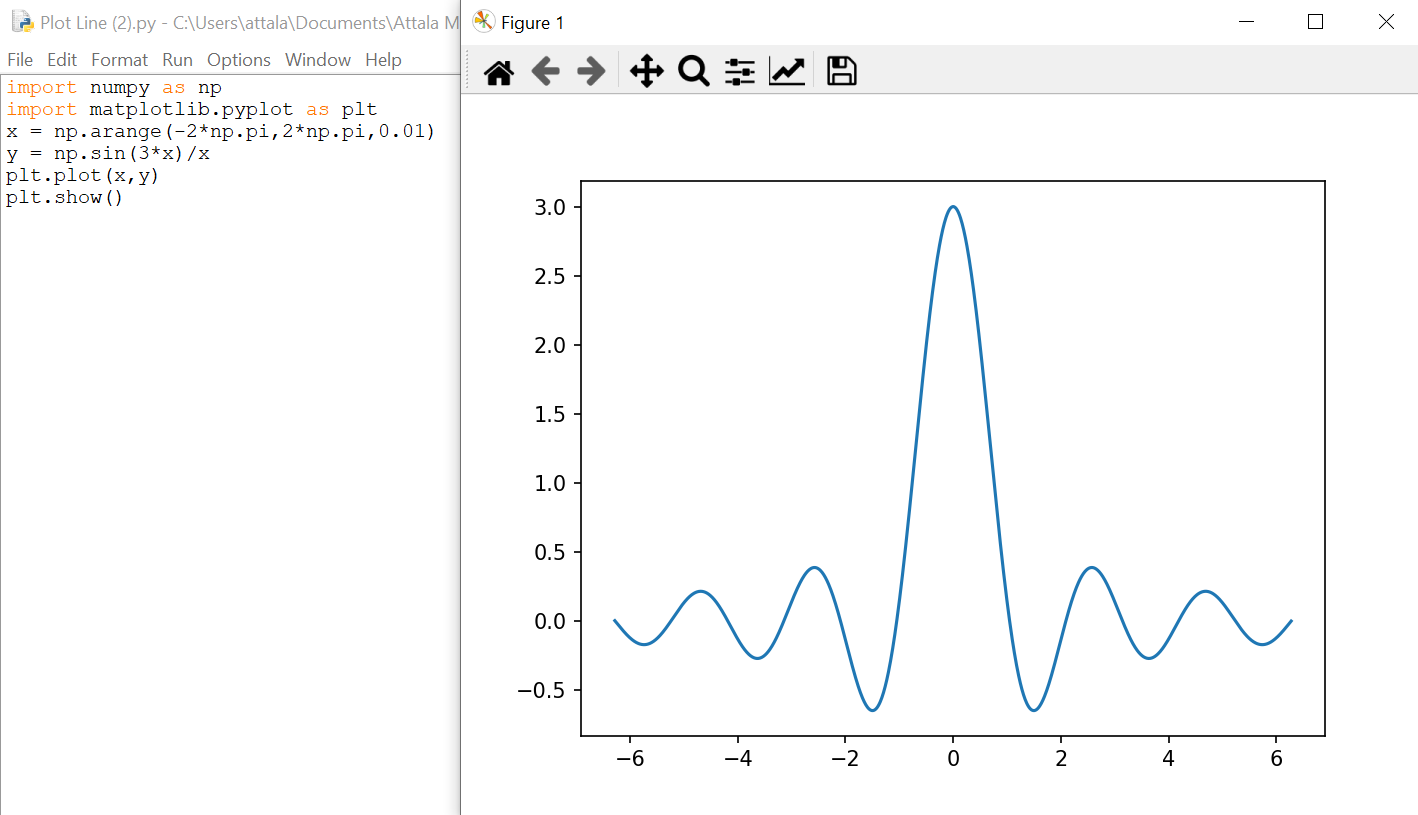 Plot Line (2).py - C:\Users\attala\Documents\Attala M
File Edit Format Run Options Window Help
import numpy as np
import matplotlib.pyplot as plt
x = np.arange(-2*np.pi,2*np.pi,0.01)
y = np.sin(3*x)/x
plt.plot(x,y)
plt.show()
Figure 1
3.0
2.5
2.0
1.5
1.0
0.5
0.0
−0.5
−6 −4 −2 0 2 4 6